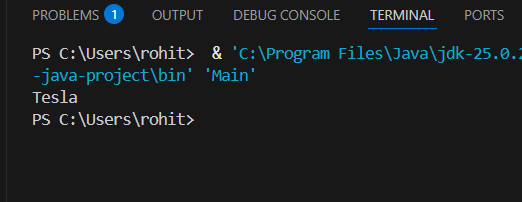 PROBLEMS 1 OUTPUT DEBUG CONSOLE TERMINAL PORTS
PS C:\Users\rohit>  & 'C:\Program Files\Java\jdk-25.0.2
-java-project\bin' 'Main'
Tesla
PS C:\Users\rohit>